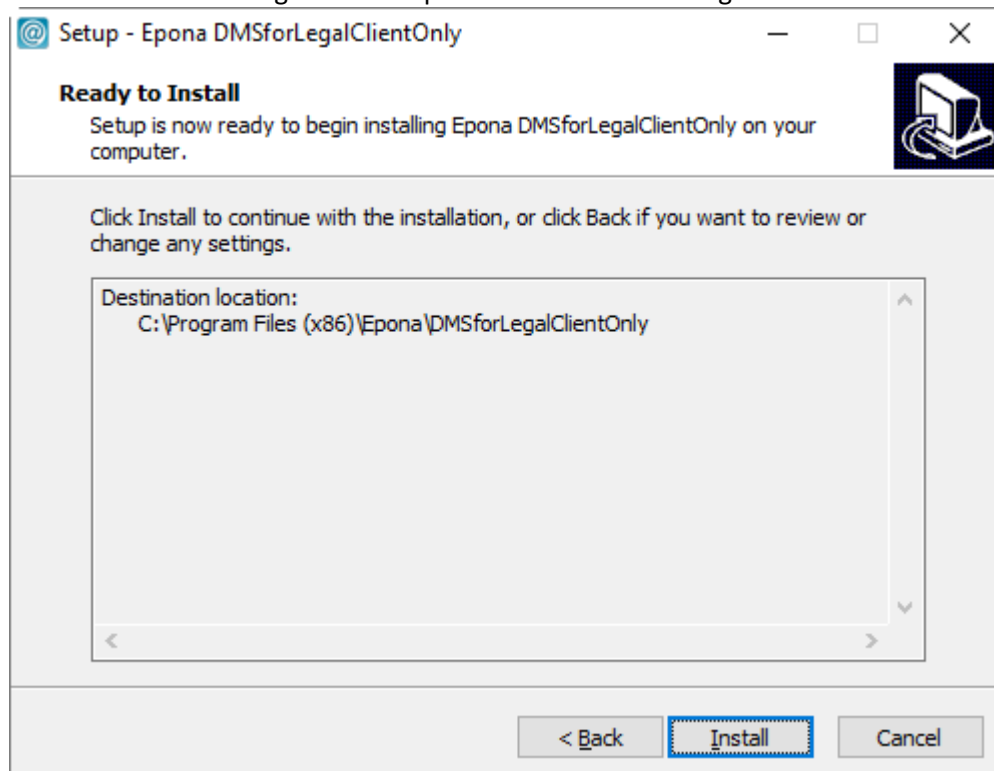 Setup - Epona DMSforLegalClientOnly
Ready to Install
Setup is now ready to begin installing Epona DMSforLegalClientOnly on your
computer.
Click Install to continue with the installation, or click Back if you want to review or
change any settings.
Destination location:
C:\Program Files (x86)\Epona\DMSforLegalClientOnly
< Back
Install
Cancel